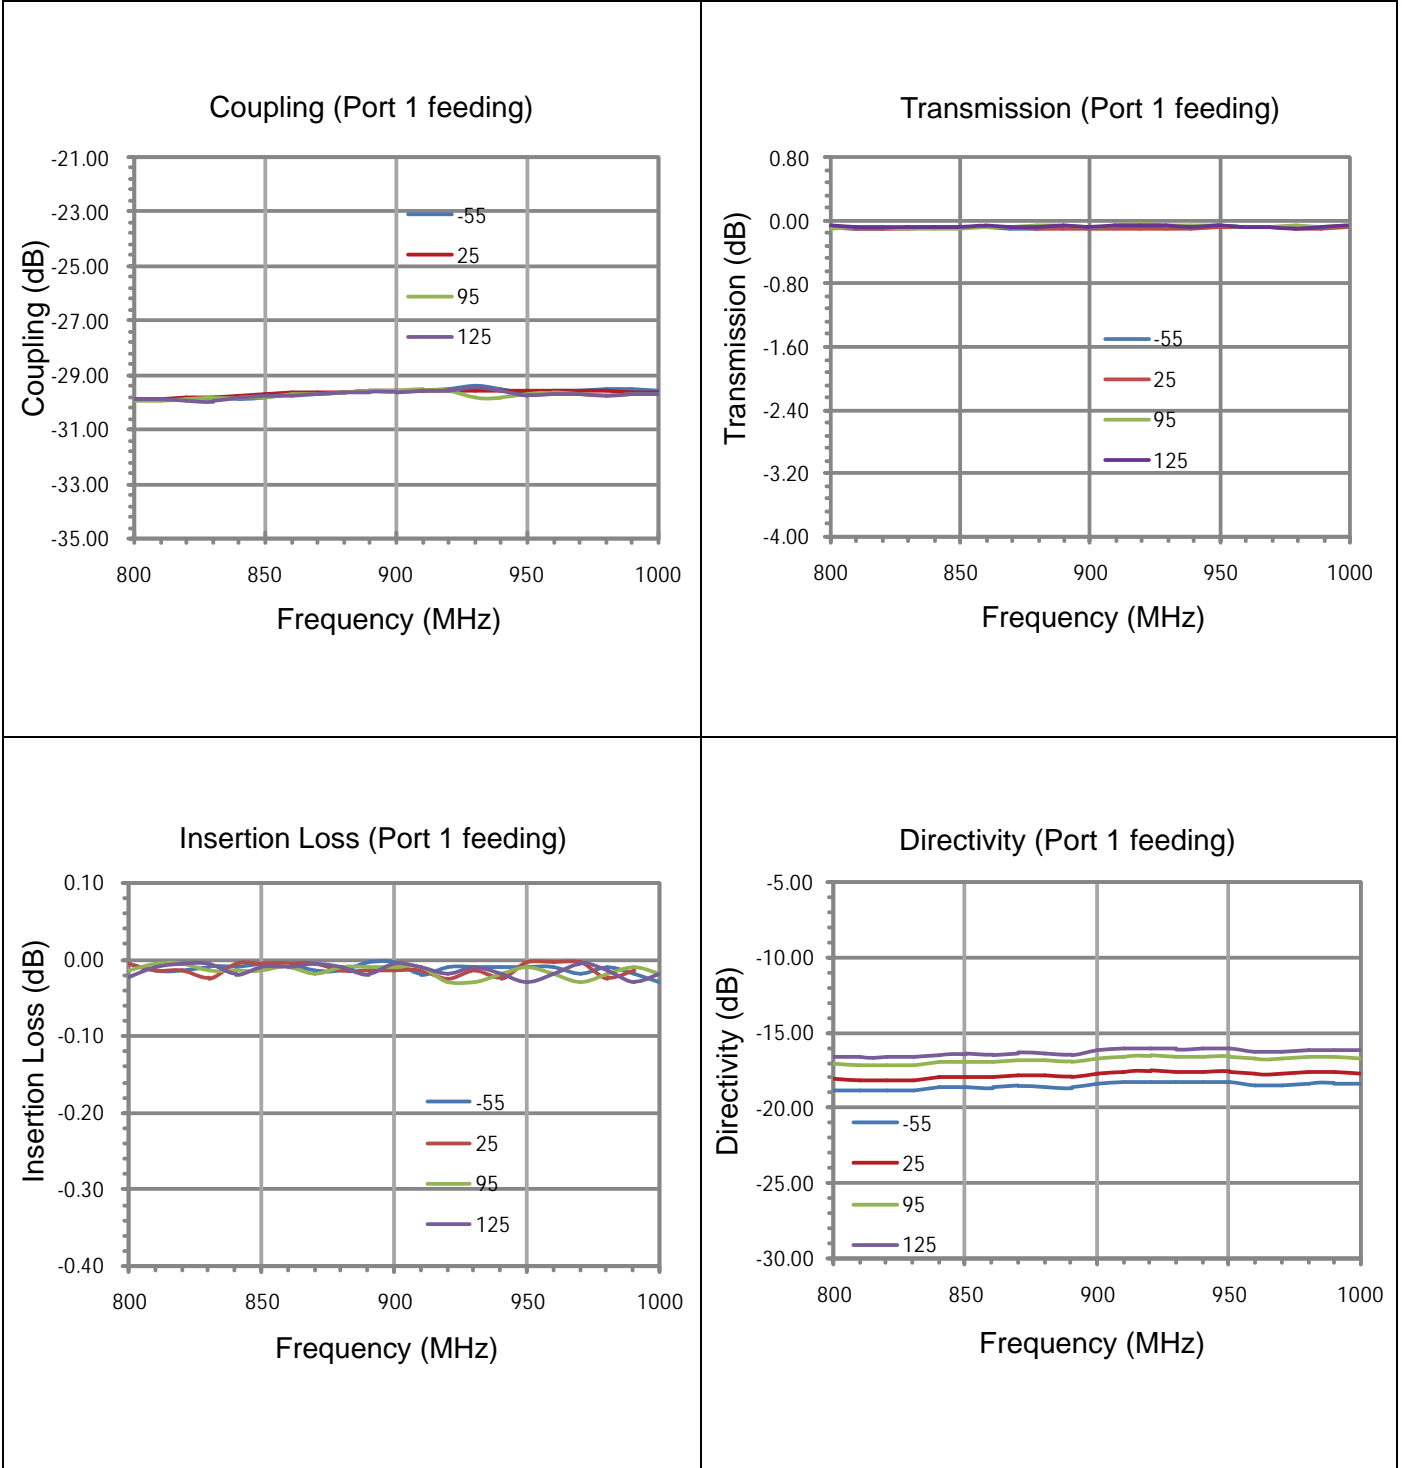 Coupling (Port 1 feeding)
-21.00
-23.00
-25.00
-27.00
-29.00
-31.00
-33.00
-35.00
Coupling (dB)
-55
25
95
125
800 850 900 950 1000
Frequency (MHz)
Transmission (Port 1 feeding)
0.80
0.00
-0.80
-1.60
-2.40
-3.20
-4.00
Transmission (dB)
-55
25
95
125
800 850 900 950 1000
Frequency (MHz)
Insertion Loss (Port 1 feeding)
0.10
0.00
-0.10
-0.20
-0.30
-0.40
Insertion Loss (dB)
-55
25
95
125
800 850 900 950 1000
Frequency (MHz)
Directivity (Port 1 feeding)
-5.00
-10.00
-15.00
-20.00
-25.00
-30.00
Directivity (dB)
-55
25
95
125
800 850 900 950 1000
Frequency (MHz)